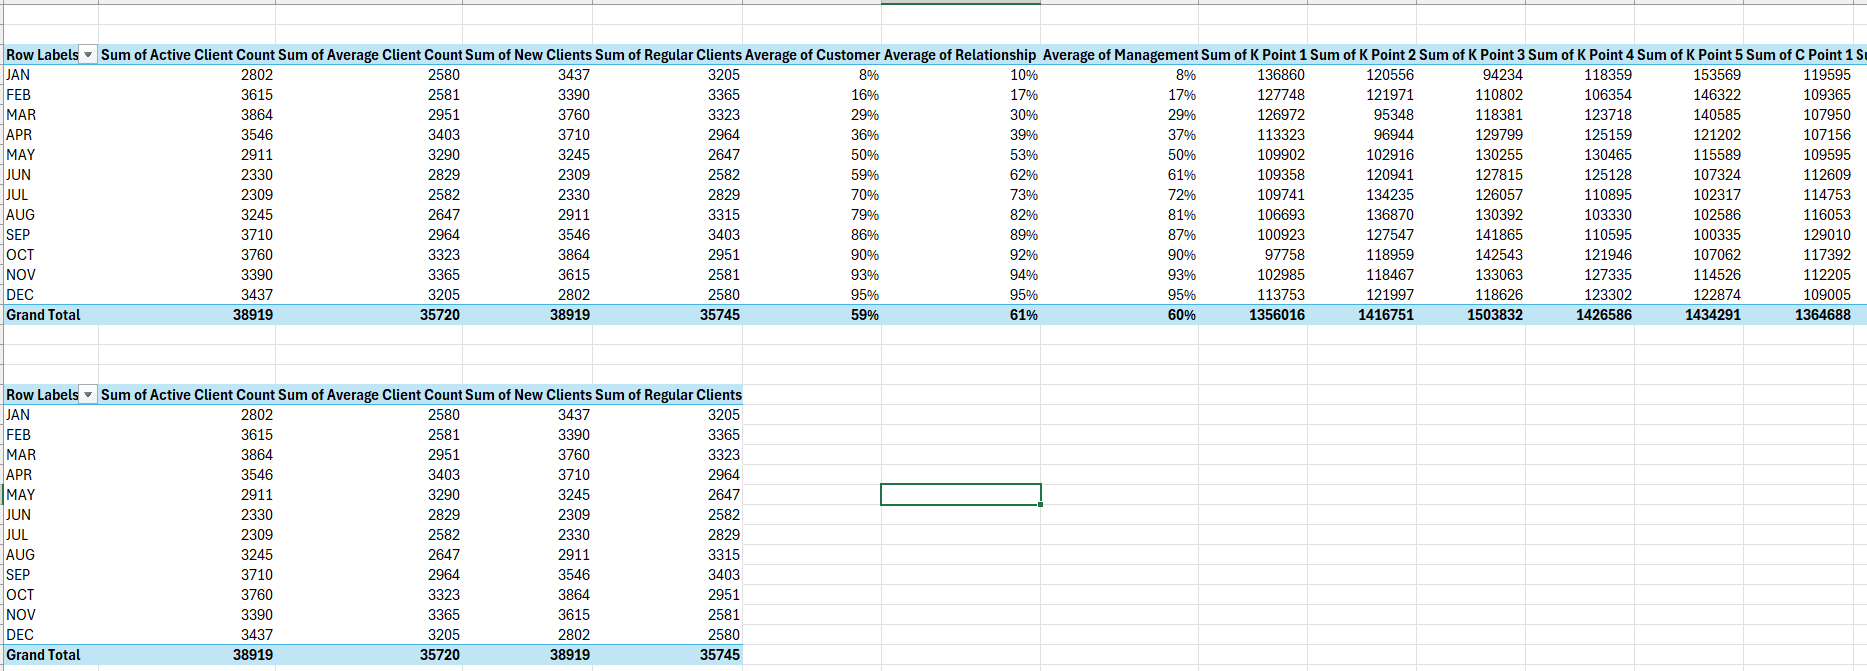 Row Labels Sum of Active Client Count Sum of Average Client Count Sum of New Clients Sum of Regular Clients Average of Customer Average of Relationship Average of Management Sum of K Point 1 Sum of K Point 2 Sum of K Point 3 Sum of K Point 4 Sum of K Point 5 Sum of C Point 1 Su
JAN 2802 2580 3437 3205 8% 10% 8% 136860 120556 94234 118359 153569 119595
FEB 3615 2581 3390 3365 16% 17% 17% 127748 121971 110802 106354 146322 109365
MAR 3864 2951 3760 3323 29% 30% 29% 126972 95348 118381 123718 140585 107950
APR 3546 3403 3710 2964 36% 39% 37% 113323 96944 129799 125159 121202 107156
MAY 2911 3290 3245 2647 50% 53% 50% 109902 102916 130255 130465 115589 109595
JUN 2330 2829 2309 2582 59% 62% 61% 109358 120941 127815 125128 107324 112609
JUL 2309 2582 2330 2829 70% 73% 72% 109741 134235 126057 110895 102317 114753
AUG 3245 2647 2911 3315 79% 82% 81% 106693 136870 130392 103330 102586 116053
SEP 3710 2964 3546 3403 86% 89% 87% 100923 127547 141865 110595 100335 129010
OCT 3760 3323 3864 2951 90% 92% 90% 97758 118959 142543 121946 107062 117392
NOV 3390 3365 3615 2581 93% 94% 93% 102985 118467 133063 127335 114526 112205
DEC 3437 3205 2802 2580 95% 95% 95% 113753 121997 118626 123302 122874 109005
Grand Total 38919 35720 38919 35745 59% 61% 60% 1356016 1416751 1503832 1426586 1434291 1364688
Row Labels Sum of Active Client Count Sum of Average Client Count Sum of New Clients Sum of Regular Clients
JAN 2802 2580 3437 3205
FEB 3615 2581 3390 3365
MAR 3864 2951 3760 3323
APR 3546 3403 3710 2964
MAY 2911 3290 3245 2647
JUN 2330 2829 2309 2582
JUL 2309 2582 2330 2829
AUG 3245 2647 2911 3315
SEP 3710 2964 3546 3403
OCT 3760 3323 3864 2951
NOV 3390 3365 3615 2581
DEC 3437 3205 2802 2580
Grand Total 38919 35720 38919 35745